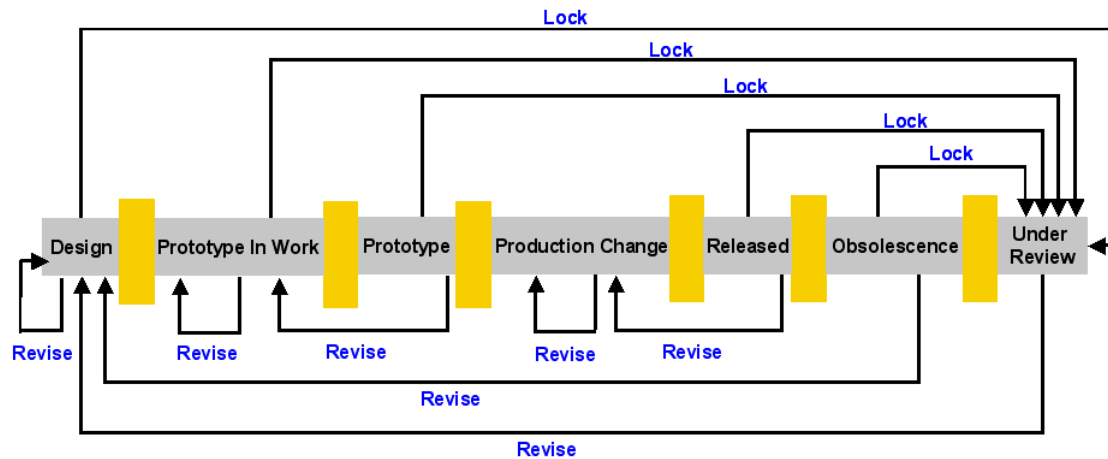 Lock
Lock
Lock
Lock
Lock
Design
Prototype In Work
Prototype
Production Change
Released
Obsolescence
Under
Review
Revise
Revise
Revise
Revise
Revise
Revise
Revise